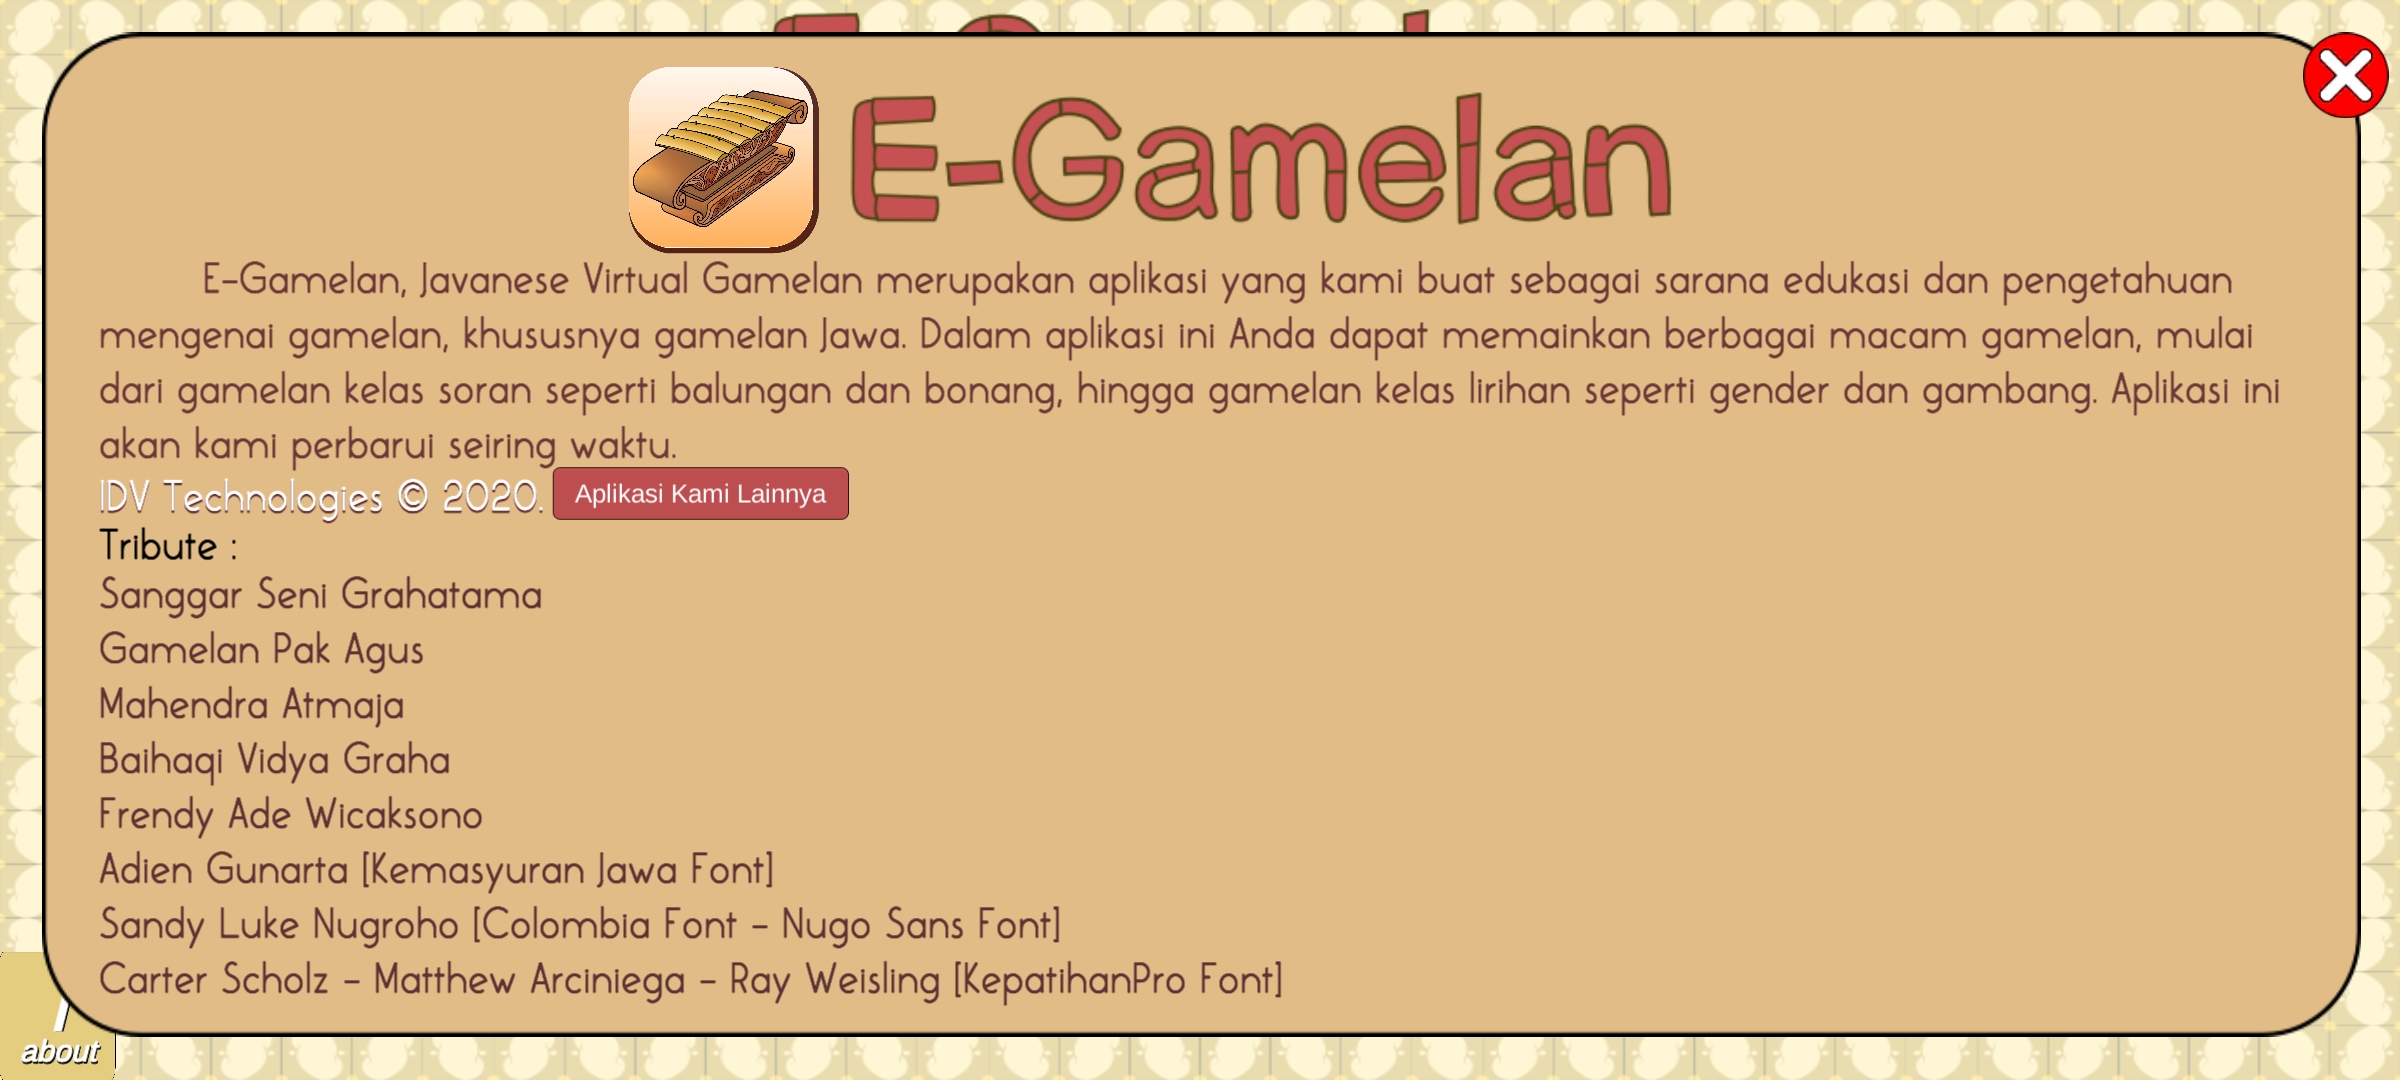 E-Gamelan
E-Gamelan, Javanese Virtual Gamelan merupakan aplikasi yang kami buat sebagai sarana edukasi dan pengetahuan
mengenai gamelan, khususnya gamelan Jawa. Dalam aplikasi ini Anda dapat memainkan berbagai macam gamelan, mulai
dari gamelan kelas soran seperti balungan dan bonang, hingga gamelan kelas lirihan seperti gender dan gambang. Aplikasi ini
akan kami perbarui seiring waktu.
IDV Technologies © 2020. Aplikasi Kami Lainnya
Tribute :
Sanggar Seni Grahatama
Gamelan Pak Agus
Mahendra Atmaja
Baihaqi Vidya Graha
Frendy Ade Wicaksono
Adien Gunarta [Kemasyuran Jawa Font]
Sandy Luke Nugroho [Colombia Font - Nugo Sans Font]
Carter Scholz - Matthew Arciniega - Ray Weisling [KepatihanPro Font]
about